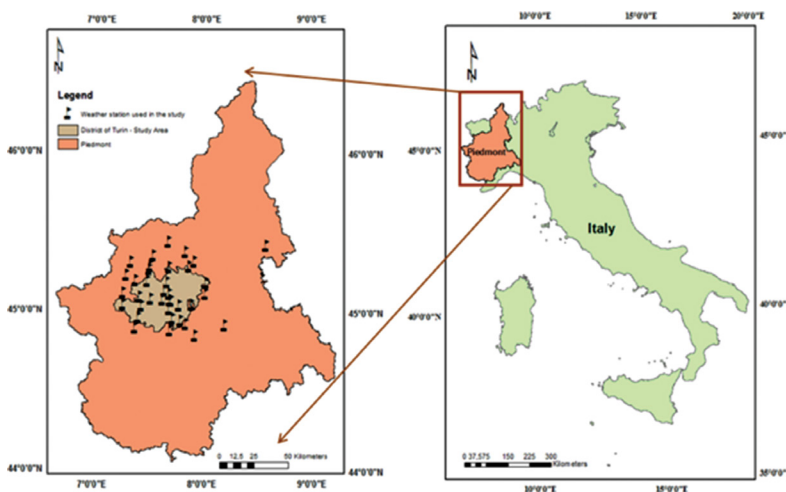 7°0'0"E 8°0'0"E 9°0'0"E
N
Legend
Weather station used in the study
District of Turin - Study Area
Piedmont
46°0'0"N
46°0'0"N
45°0'0"N
45°0'0"N
44°0'0"N
44°0'0"N
0 12,5 25 50 Kilometers
7°0'0"E 8°0'0"E 9°0'0"E
10°0'0"E 15°0'0"E 20°0'0"E
N
45°0'0"N
45°0'0"N
Piedmont
Italy
40°0'0"N
40°0'0"N
35°0'0"N
0 37,575 150 225 300
Kilometers
10°0'0"E 15°0'0"E